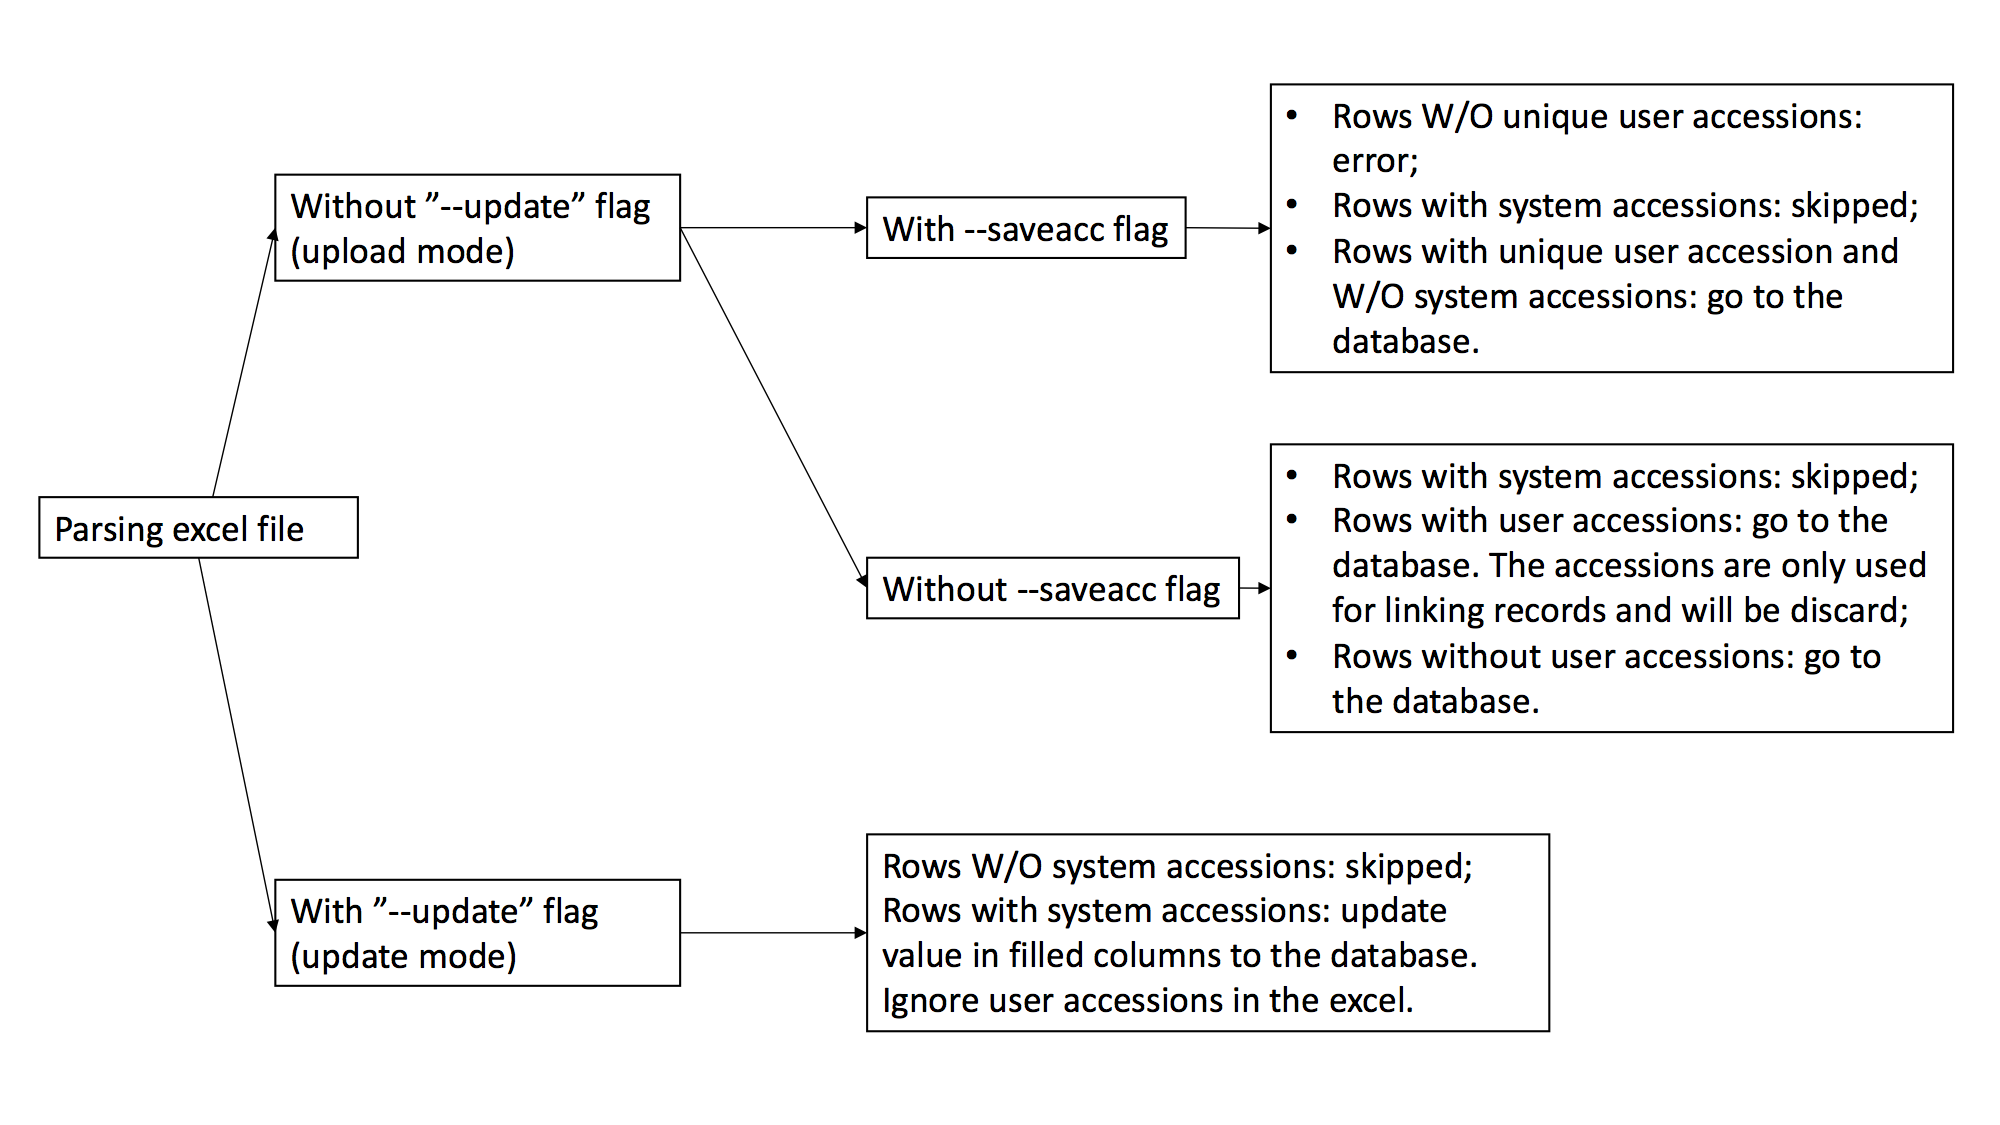 Parsing excel file
Without ”--update” flag
(upload mode)
With --saveacc flag
• Rows W/O unique user accessions:
error;
• Rows with system accessions: skipped;
• Rows with unique user accession and
W/O system accessions: go to the
database.
Without --saveacc flag
• Rows with system accessions: skipped;
• Rows with user accessions: go to the
database. The accessions are only used
for linking records and will be discard;
• Rows without user accessions: go to
the database.
With ”--update” flag
(update mode)
Rows W/O system accessions: skipped;
Rows with system accessions: update
value in filled columns to the database.
Ignore user accessions in the excel.